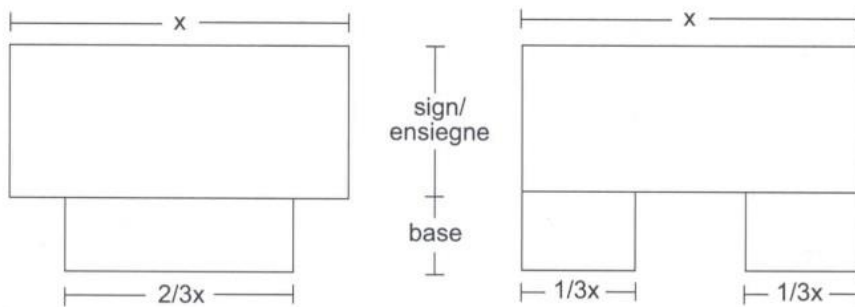 x
x
sign/
ensiegne
base
2/3x
1/3x
1/3x